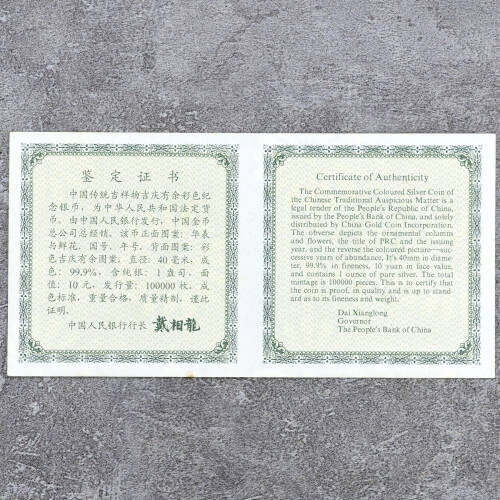 鉴定证书
中国传统吉祥物吉庆有余彩色纪
念银币，为中华人民共和国法定货
币。由中国人民银行发行，中国金币
总公司总经销。该币正面图案：华表
与鲜花、国号、年号。背面图案：彩
色吉庆有余图案。直径：40毫米，成
色：99.9%，含纯银：1盎司，面
值：10元，发行量：100000枚。成
色标准，重量合格，质量精制，谨此
证明。
中国人民银行行长 戴相龍
Certificate of Authenticity
The Commemorative Coloured Silver Coin of
the Chinese Traditional Auspicious Matter is a
legal tender of the People's Republic of China,
issued by the People's Bank of China, and solely
distributed by China Gold Coin Incorporation.
The obverse depicts the ornamental columns
and flowers, the title of PRC and the issuing
year, and the reverse the coloured picture—suc-
cessive years of abundance. It's 40mm in diame-
ter, 99.9% in fineness, 10 yuan in face value,
and contains 1 ounce of pure silver. The total
mintage is 100000 pieces. This is to certify that
the coin is proof, in quality and is up to stand-
ard as to its fineness and weight.
Dai Xianglong
Governor
The People's Bank of China